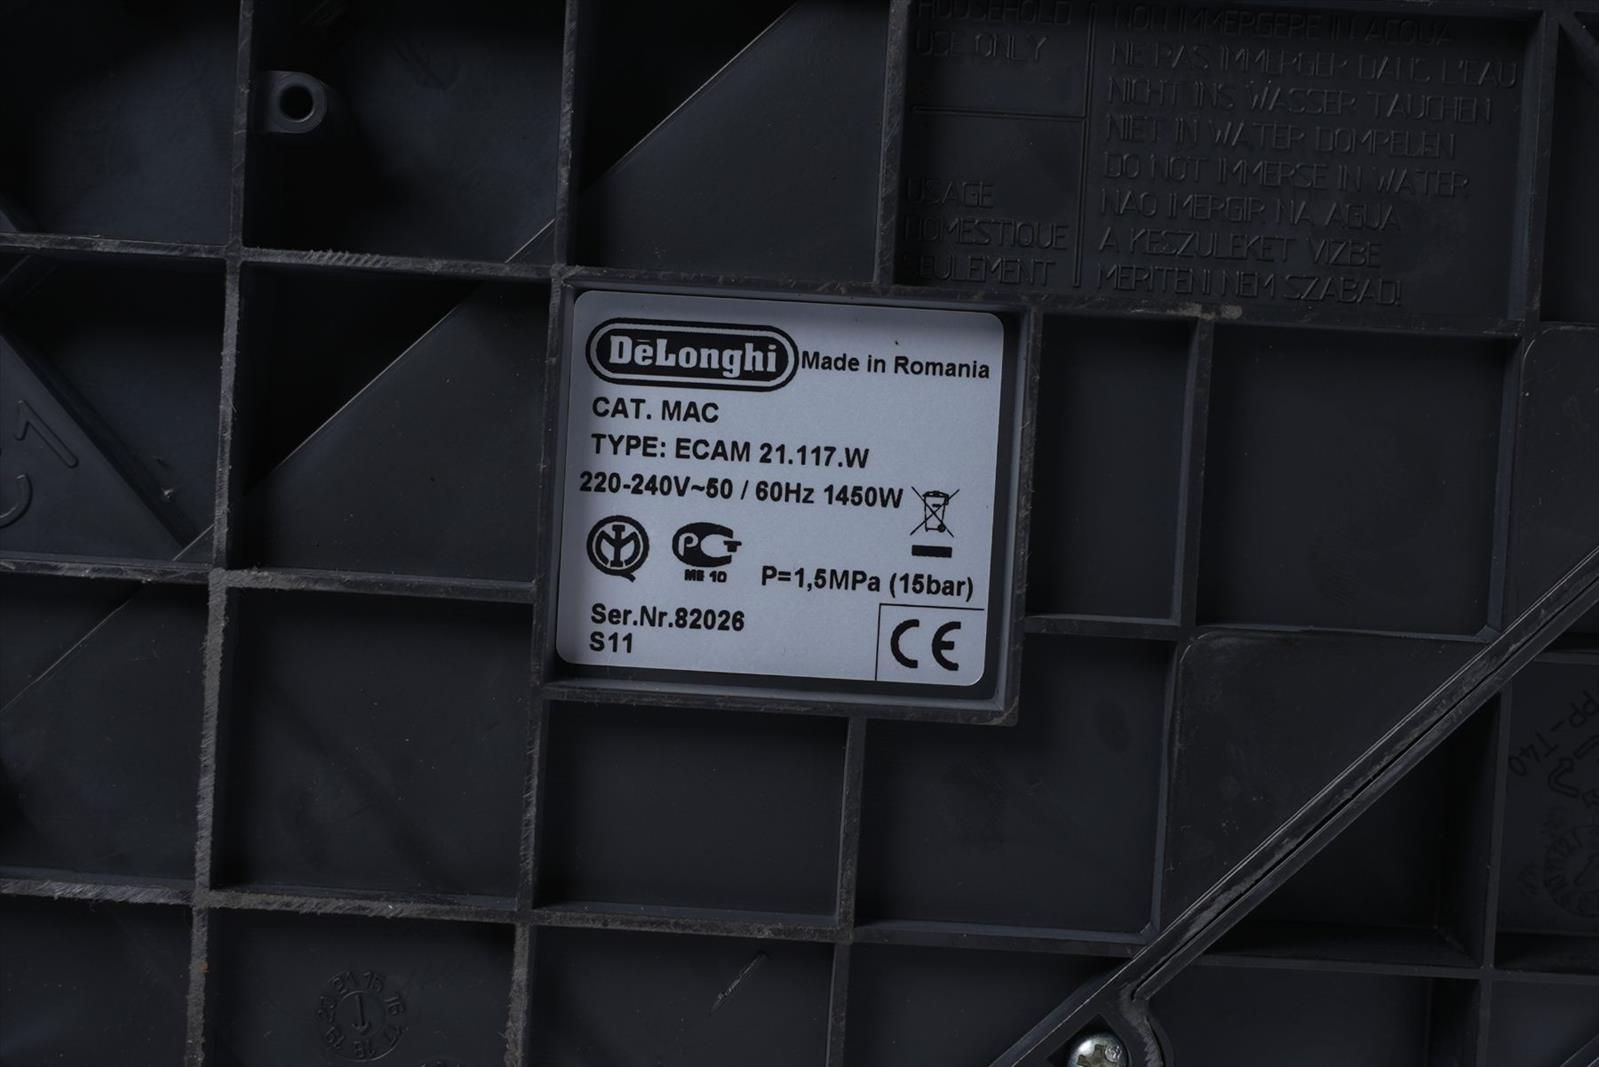 HOUSEHOLD
USE ONLY
USAGE
DOMESTIQUE
SEULEMENT
NON IMMERGERE IN ACQUA
NE PAS IMMERGER DANS L'EAU
NICHT INS WASSER TAUCHEN
NIET IN WATER DOMPELEN
DO NOT IMMERSE IN WATER
NAO IMERGIR NA AGUA
A KESZULEKET VIZBE
MERITENI NEM SZABAD!
DēLonghi Made in Romania
CAT. MAC
TYPE: ECAM 21.117.W
220-240V~50 / 60Hz 1450W
PCT
ME 10
P=1,5MPa (15bar)
Ser.Nr.82026
S11
CE
C1
PP-T40